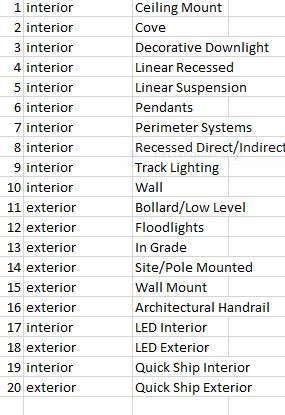 1 interior Ceiling Mount
2 interior Cove
3 interior Decorative Downlight
4 interior Linear Recessed
5 interior Linear Suspension
6 interior Pendants
7 interior Perimeter Systems
8 interior Recessed Direct/Indirect
9 interior Track Lighting
10 interior Wall
11 exterior Bollard/Low Level
12 exterior Floodlights
13 exterior In Grade
14 exterior Site/Pole Mounted
15 exterior Wall Mount
16 exterior Architectural Handrail
17 interior LED Interior
18 exterior LED Exterior
19 interior Quick Ship Interior
20 exterior Quick Ship Exterior